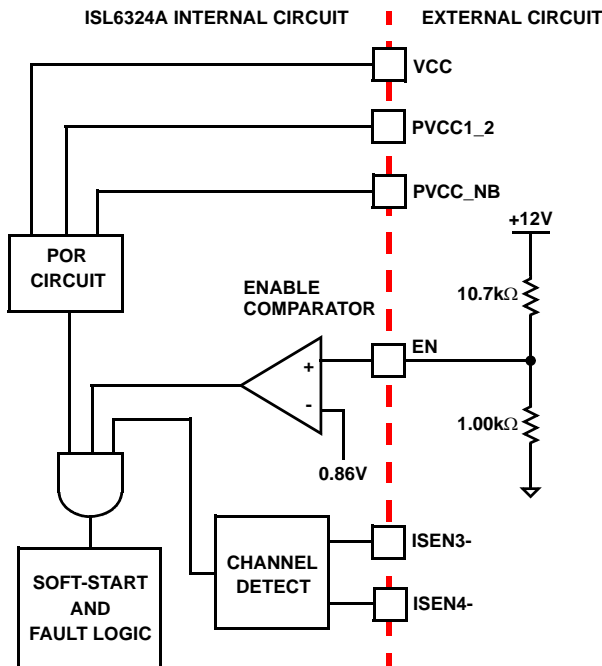 ISL6324A INTERNAL CIRCUIT
EXTERNAL CIRCUIT
VCC
PVCC1_2
PVCC_NB
+12V
POR
CIRCUIT
ENABLE
COMPARATOR
10.7kΩ
EN
+
-
1.00kΩ
0.86V
ISEN3-
CHANNEL
DETECT
ISEN4-
SOFT-START
AND
FAULT LOGIC